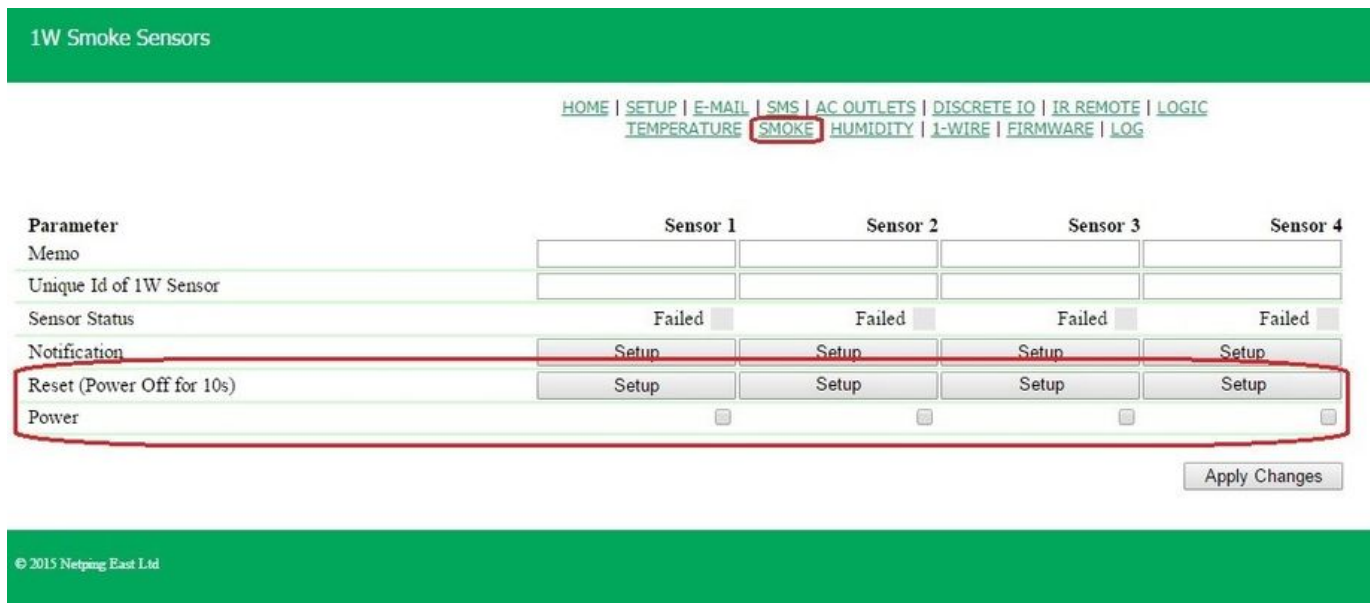 1W Smoke Sensors
HOME | SETUP | E-MAIL | SMS | AC OUTLETS | DISCRETE IO | IR REMOTE | LOGIC
TEMPERATURE | SMOKE | HUMIDITY | 1-WIRE | FIRMWARE | LOG
Parameter Sensor 1 Sensor 2 Sensor 3 Sensor 4
Memo
Unique Id of 1W Sensor
Sensor Status Failed Failed Failed Failed
Notification Setup Setup Setup Setup
Reset (Power Off for 10s) Setup Setup Setup Setup
Power
Apply Changes
© 2015 Netping East Ltd